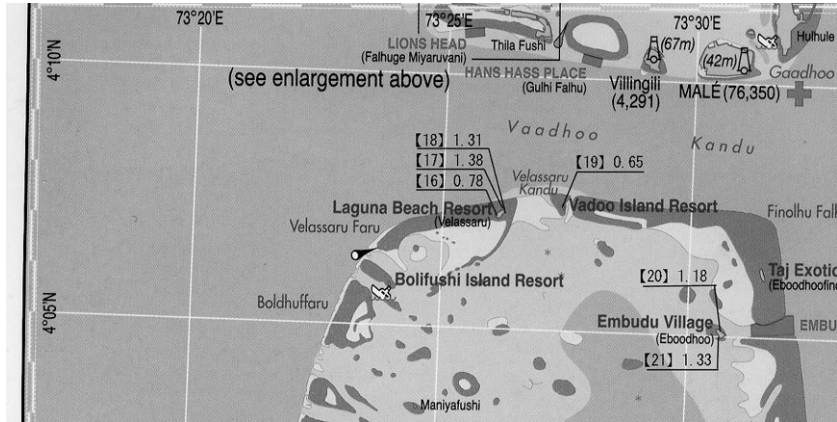 73°20'E
73°25'E
73°30'E
4°10'N
LIONS HEAD
(Falhuge Miyaruvani)
Thila Fushi
HANS HASS PLACE
(Gulhi Falhu)
(67m)
(42m)
Hulhule
Gaadhoo
(see enlargement above)
Villingili
(4,291)
MALÉ (76,350)
Vaadhoo
Kandu
【18】 1.31
【17】 1.38
【16】 0.78
【19】 0.65
Velassaru
Kandu
Laguna Beach Resort
(Velassaru)
Vadoo Island Resort
Finolhu Falh
Velassaru Faru
Bolifushi Island Resort
Boldhuffaru
【20】 1.18
Taj Exotic
(Eboodhoofino
4°05'N
Embudu Village
(Eboodhoo)
EMBU
【21】 1.33
Maniyafushi